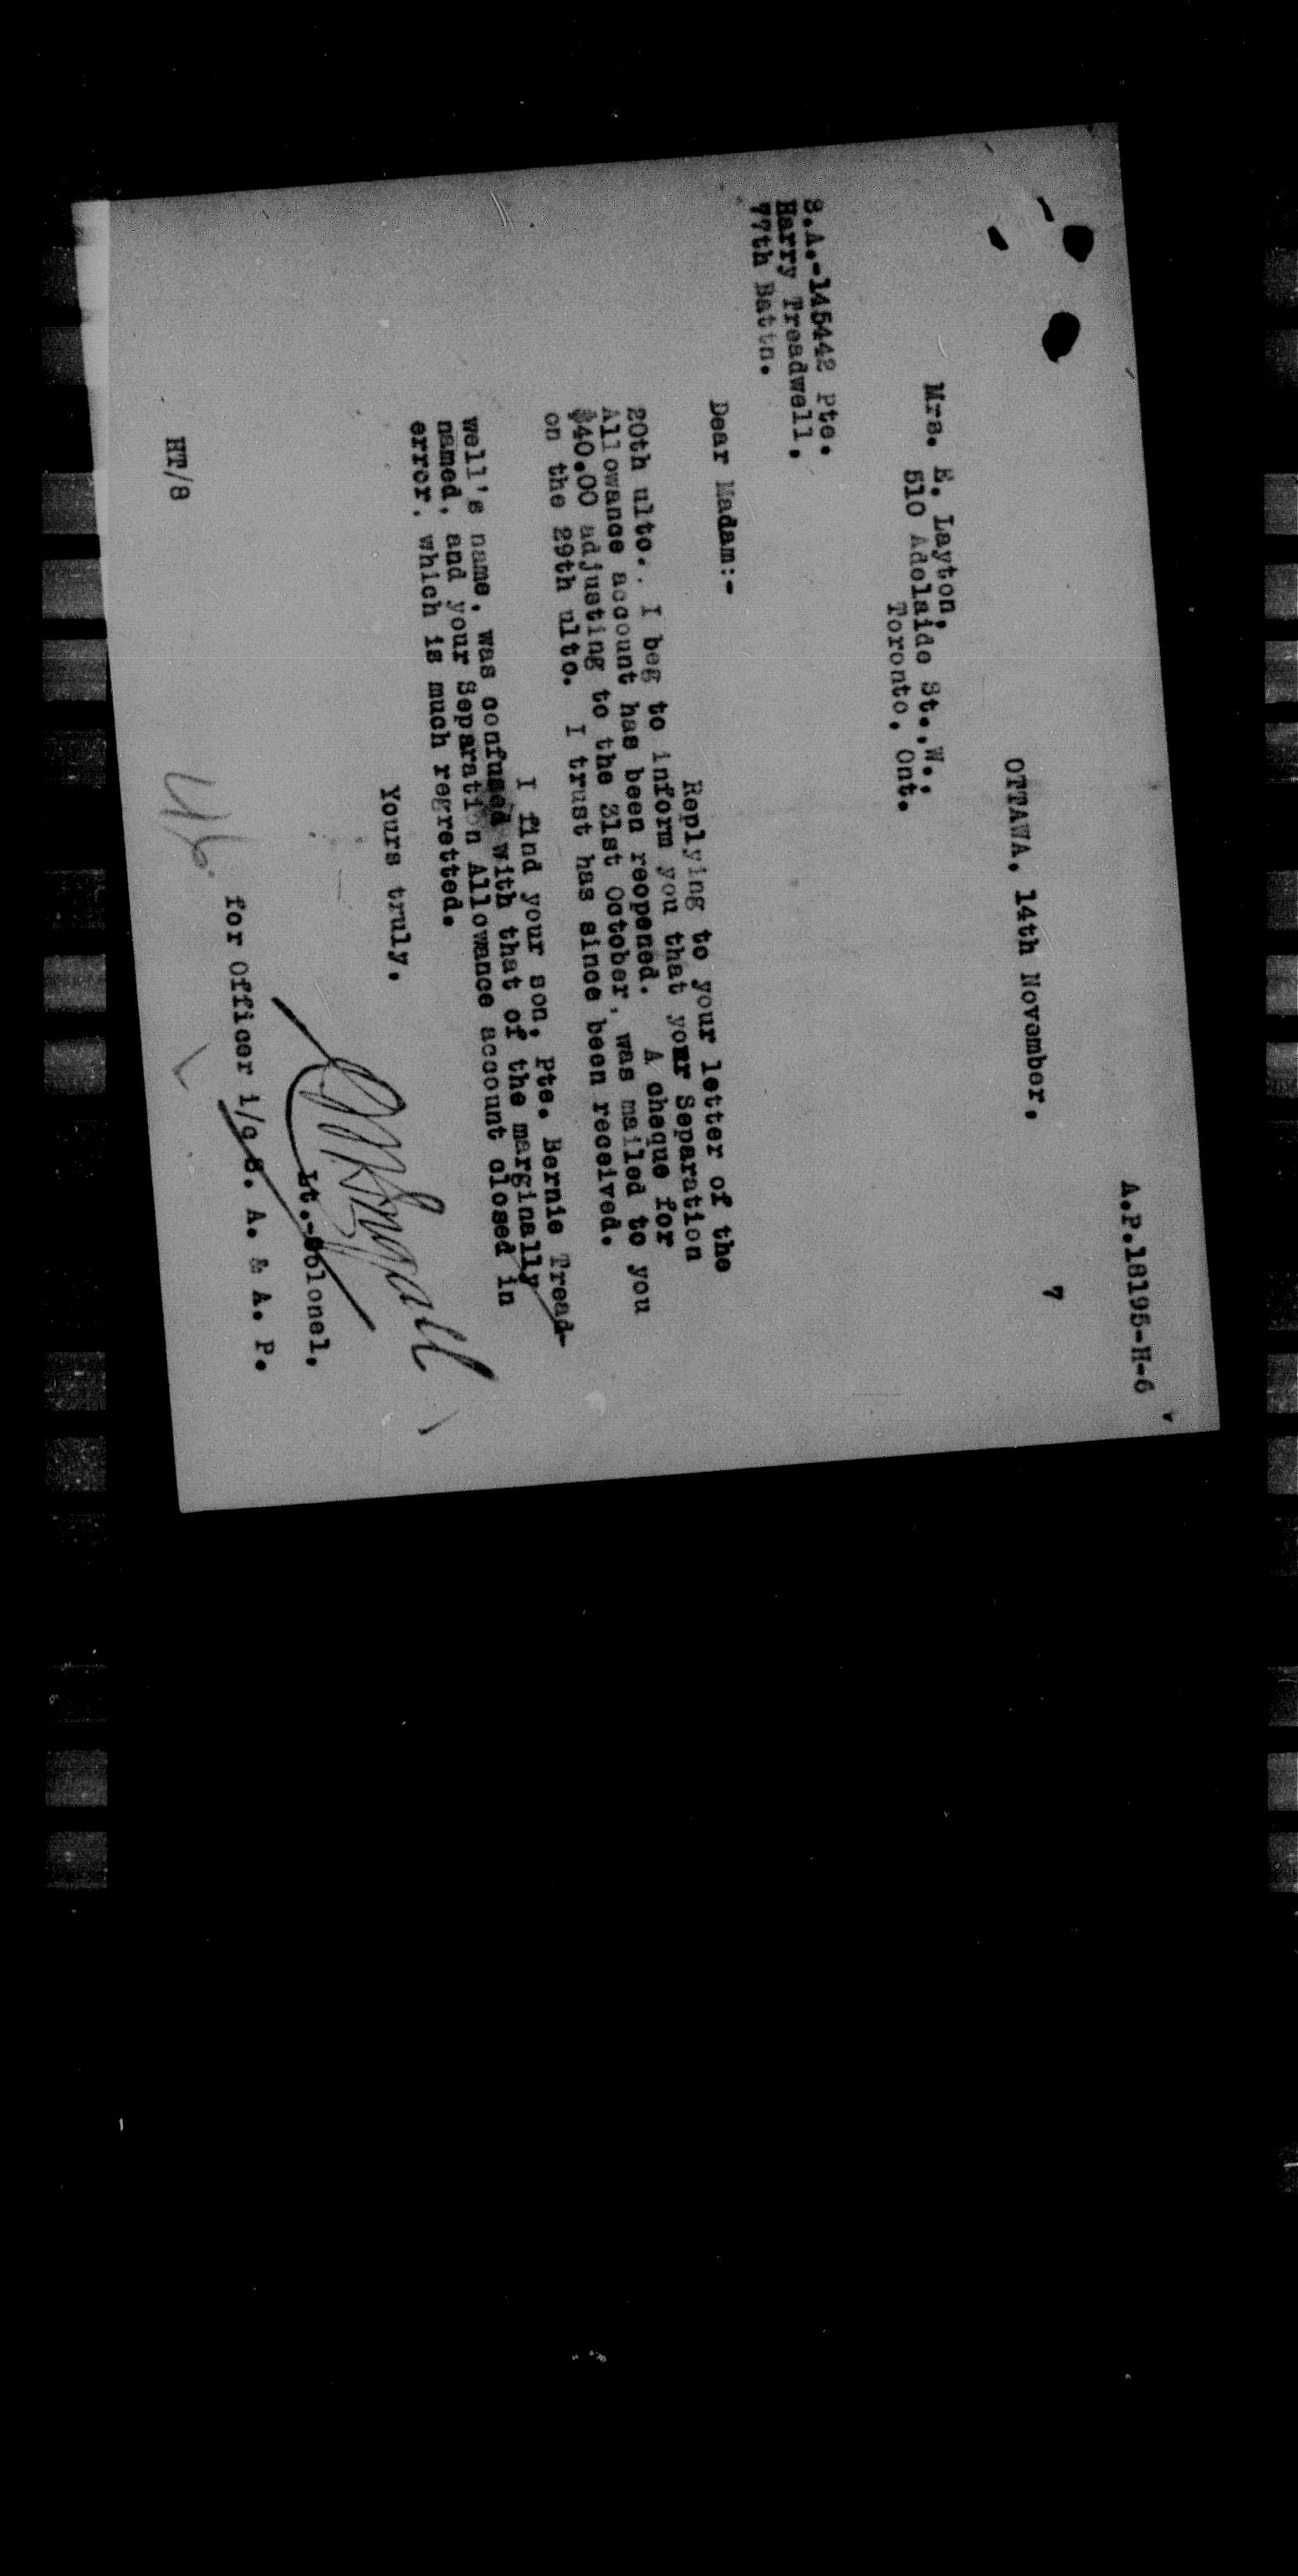 A.P.18195-H-6
7
OTTAWA, 14th November,
Mrs. E. Layton,
510 Adelaide St.,W.,
Toronto, Ont.
S.A.-145442 Pte.
Harry Treadwell,
77th Battn.
Dear Madam:-
Replying to your letter of the
20th ulto., I beg to inform you that your Separation
Allowance account has been reopened. A cheque for
$40.00 adjusting to the 31st October, was mailed to you
on the 29th ulto. I trust has since been received.
I find your son, Pte. Bernie Tread-
well's name, was confused with that of the marginally
named, and your Separation Allowance account closed in
error, which is much regretted.
Yours truly,
Lt.-Colonel,
for Officer i/c S. A. & A. P.
HT/8